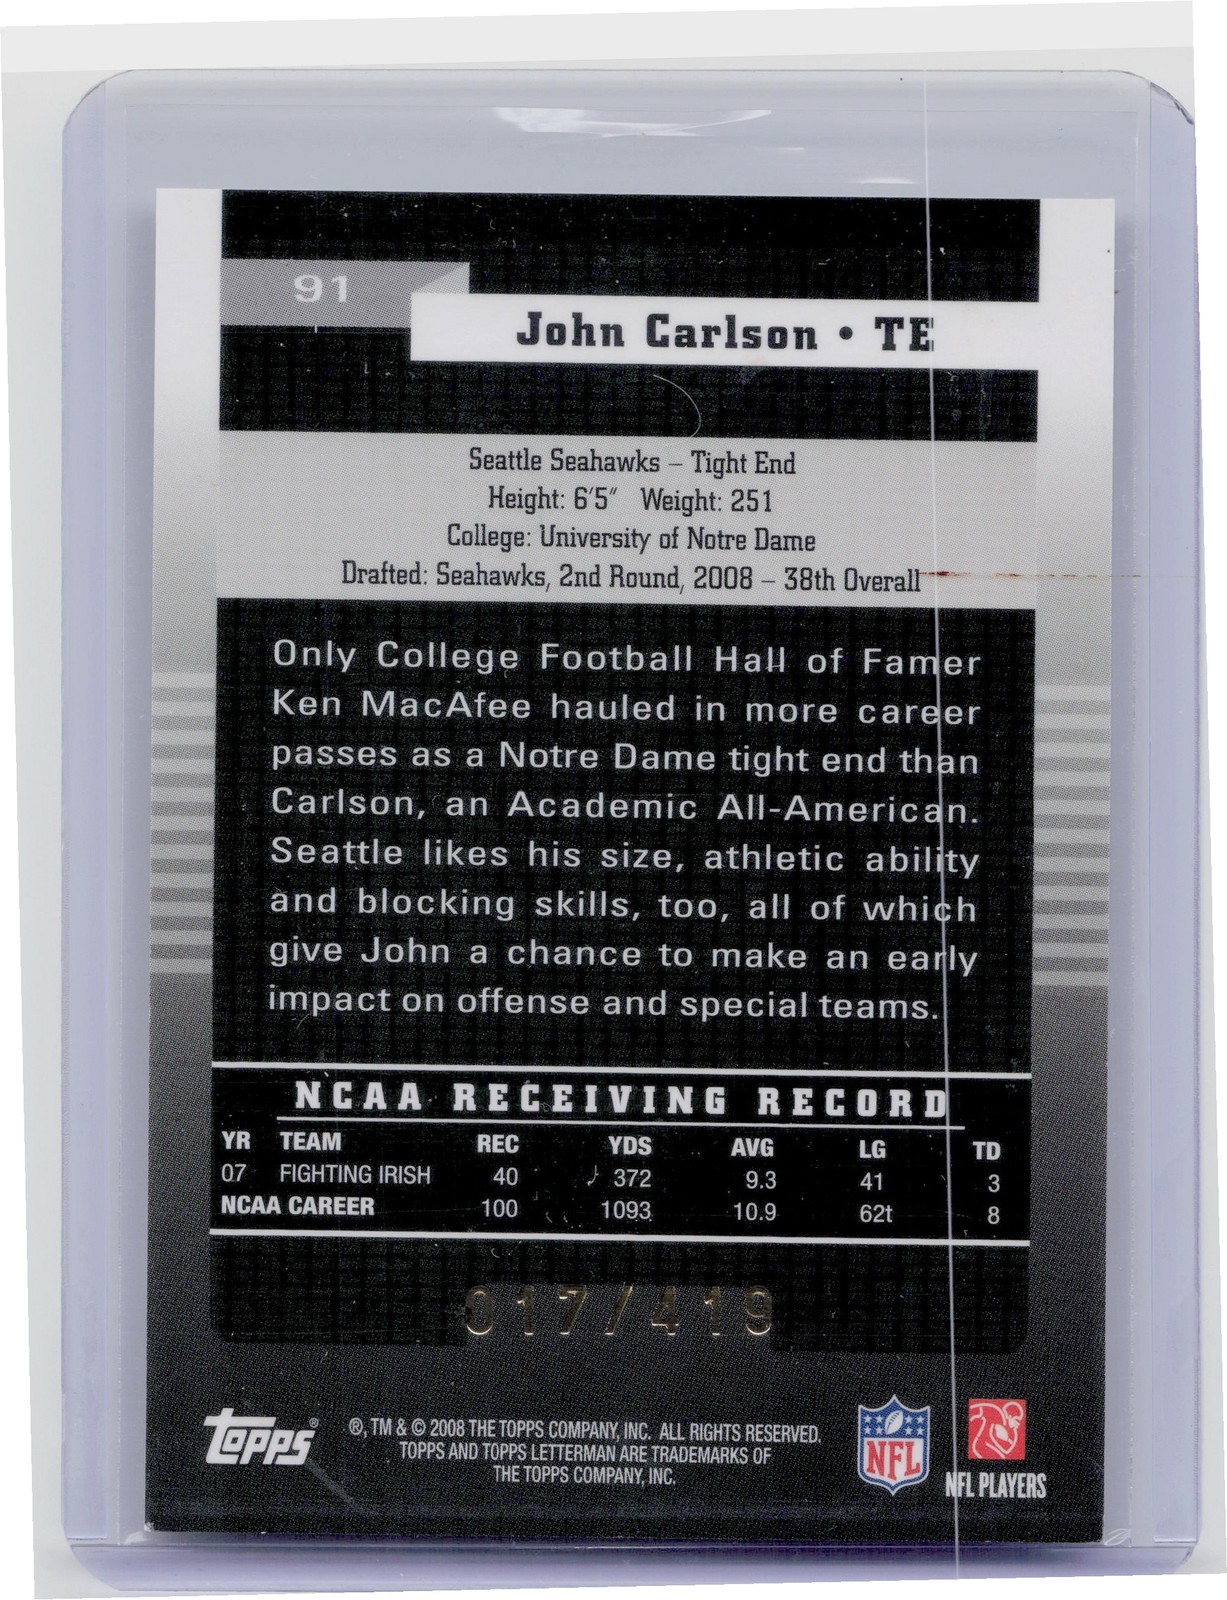 91
John Carlson • TE
Seattle Seahawks – Tight End
Height: 6'5" Weight: 251
College: University of Notre Dame
Drafted: Seahawks, 2nd Round, 2008 – 38th Overall
Only College Football Hall of Famer
Ken MacAfee hauled in more career
passes as a Notre Dame tight end than
Carlson, an Academic All-American.
Seattle likes his size, athletic ability
and blocking skills, too, all of which
give John a chance to make an early
impact on offense and special teams.
NCAA RECEIVING RECORD
YR TEAM REC YDS AVG LG TD
07 FIGHTING IRISH 40 372 9.3 41 3
NCAA CAREER 100 1093 10.9 62t 8
017/419
Topps®
®, TM & © 2008 THE TOPPS COMPANY, INC. ALL RIGHTS RESERVED.
TOPPS AND TOPPS LETTERMAN ARE TRADEMARKS OF
THE TOPPS COMPANY, INC.
NFL
NFL PLAYERS